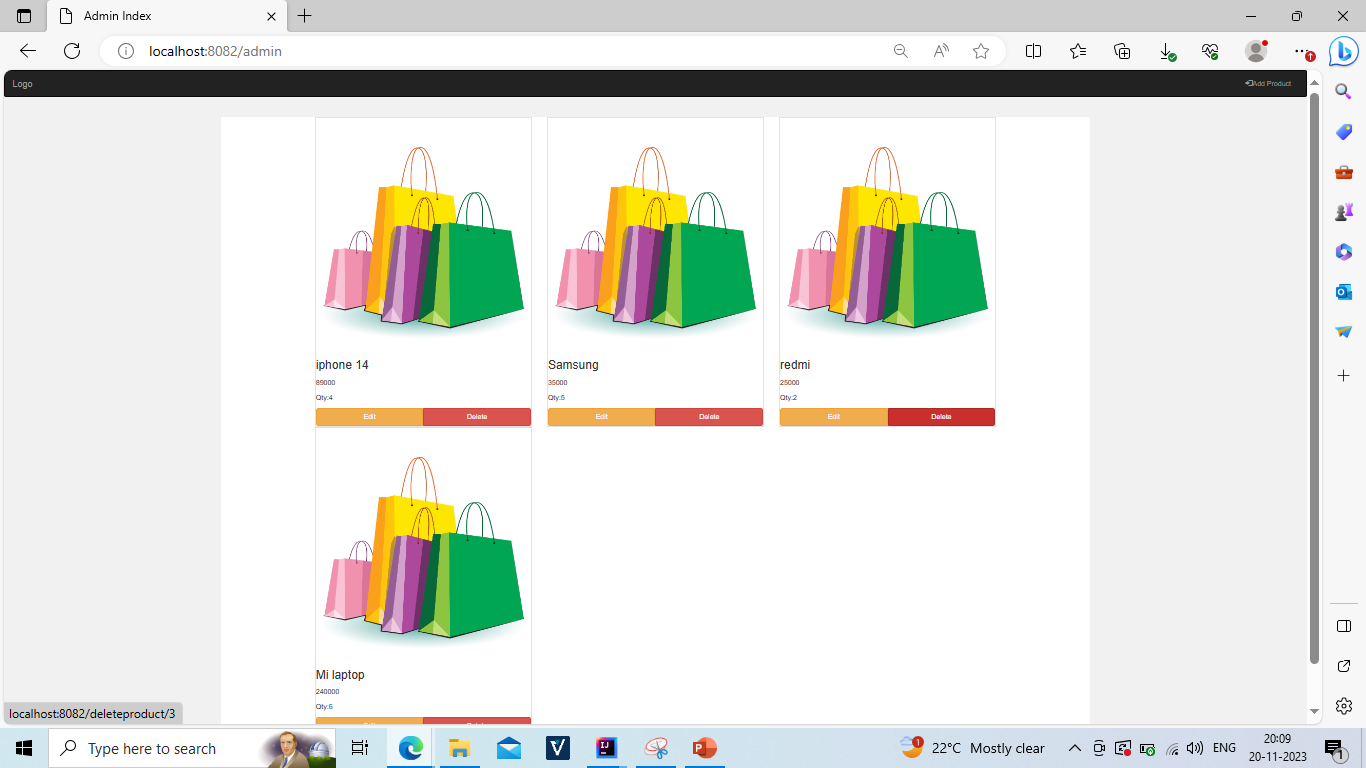 Admin Index
localhost:8082/admin
Logo
Add Product
iphone 14
89000
Qty:4
Edit Delete
Samsung
35000
Qty:5
Edit Delete
redmi
25000
Qty:2
Edit Delete
Mi laptop
240000
Qty:6
localhost:8082/deleteproduct/3
Type here to search
22°C Mostly clear
ENG
20:09
20-11-2023